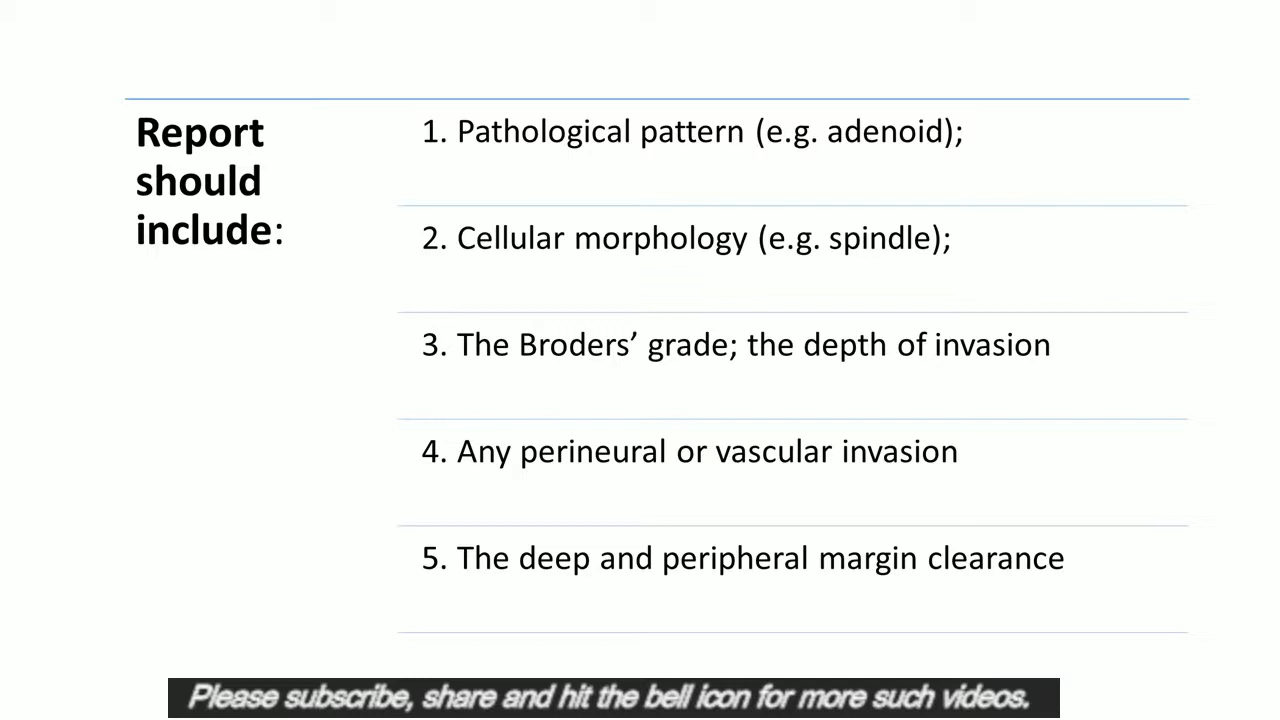 Report
should
include:
1. Pathological pattern (e.g. adenoid);
2. Cellular morphology (e.g. spindle);
3. The Broders’ grade; the depth of invasion
4. Any perineural or vascular invasion
5. The deep and peripheral margin clearance
Please subscribe, share and hit the bell icon for more such videos.